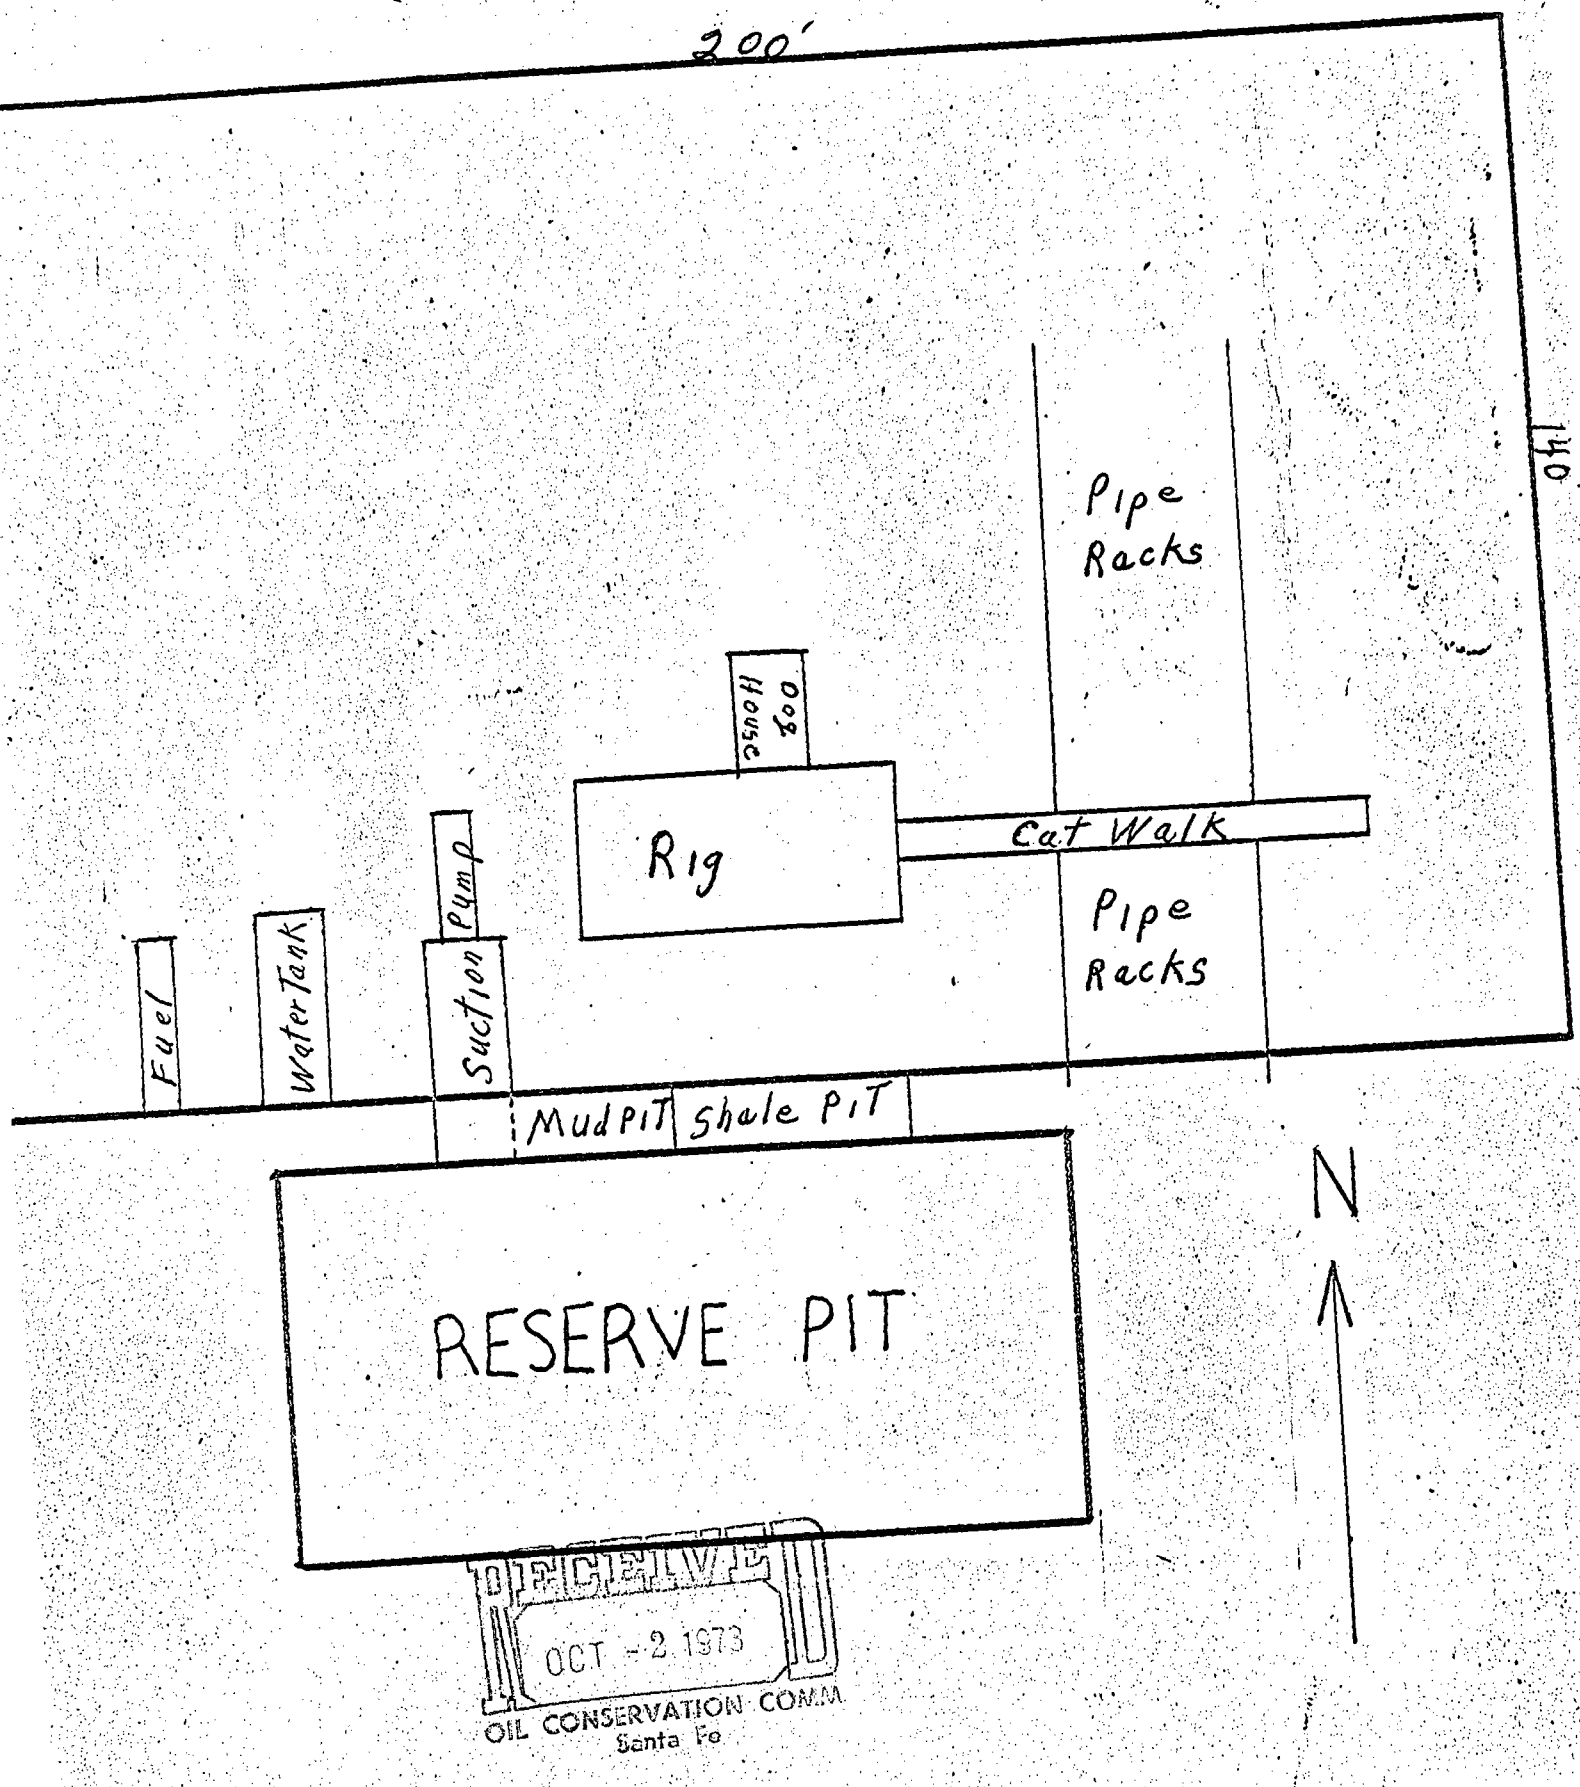 200'
140
Pipe
Racks
Dog
House
Rig
Cat Walk
Pump
Pipe
Racks
Fuel
Water Tank
Suction
Mud Pit
Shale Pit
N
RESERVE PIT
RECEIVED
OCT - 2 1973
OIL CONSERVATION COMM
Santa Fe